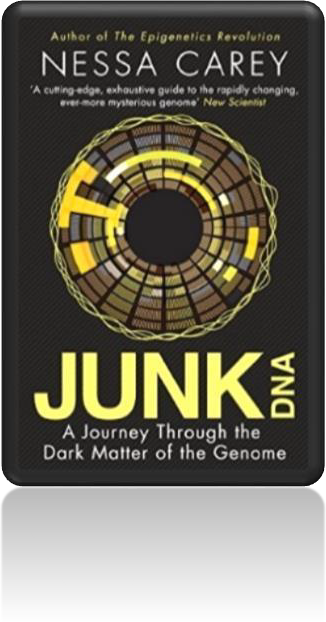 Author of The Epigenetics Revolution
NESSA CAREY
'A cutting-edge, exhaustive guide to the rapidly changing,
ever-more mysterious genome' New Scientist
JUNK DNA
A Journey Through the
Dark Matter of the Genome